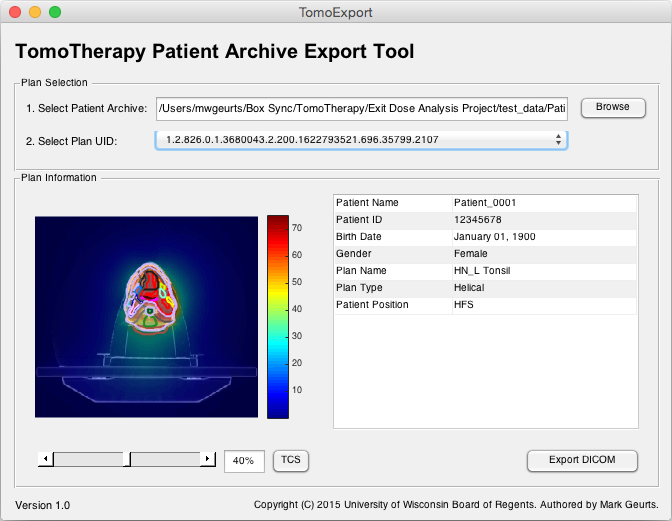 TomoExport
TomoTherapy Patient Archive Export Tool
Plan Selection
1. Select Patient Archive: /Users/mwgeurts/Box Sync/TomoTherapy/Exit Dose Analysis Project/test_data/Pati Browse
2. Select Plan UID: 1.2.826.0.1.3680043.2.200.1622793521.696.35799.2107
Plan Information
70
60
50
40
30
20
10
Patient Name Patient_0001
Patient ID 12345678
Birth Date January 01, 1900
Gender Female
Plan Name HN_L Tonsil
Plan Type Helical
Patient Position HFS
40% TCS Export DICOM
Version 1.0 Copyright (C) 2015 University of Wisconsin Board of Regents. Authored by Mark Geurts.